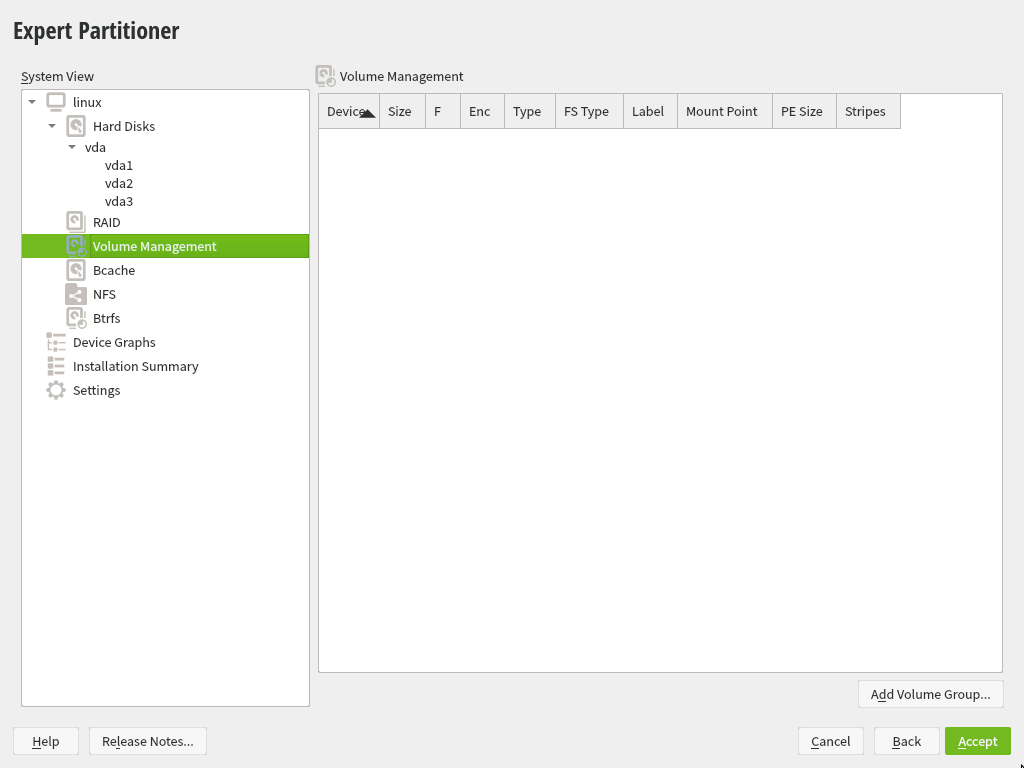 Expert Partitioner
System View
linux
Hard Disks
vda
vda1
vda2
vda3
RAID
Volume Management
Bcache
NFS
Btrfs
Device Graphs
Installation Summary
Settings
Volume Management
Device Size F Enc Type FS Type Label Mount Point PE Size Stripes
Add Volume Group...
Help Release Notes... Cancel Back Accept